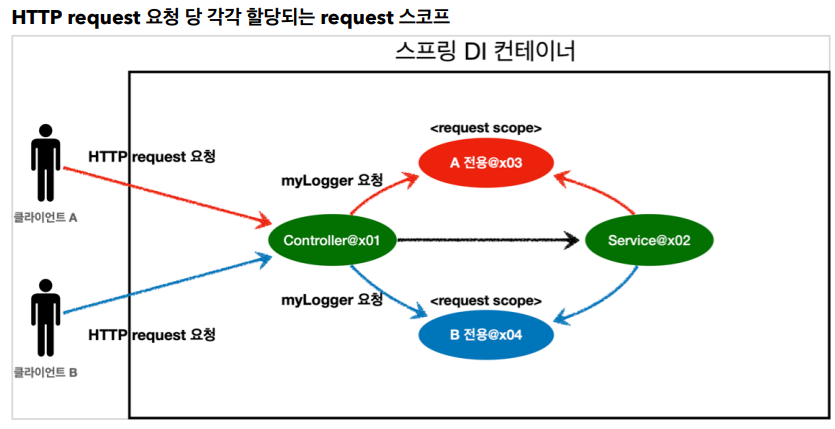 HTTP request 요청 당 각각 할당되는 request 스코프
스프링 DI 컨테이너
<request scope>
HTTP request 요청
A 전용@x03
myLogger 요청
클라이언트 A
Controller@x01
Service@x02
myLogger 요청
<request scope>
HTTP request 요청
B 전용@x04
클라이언트 B